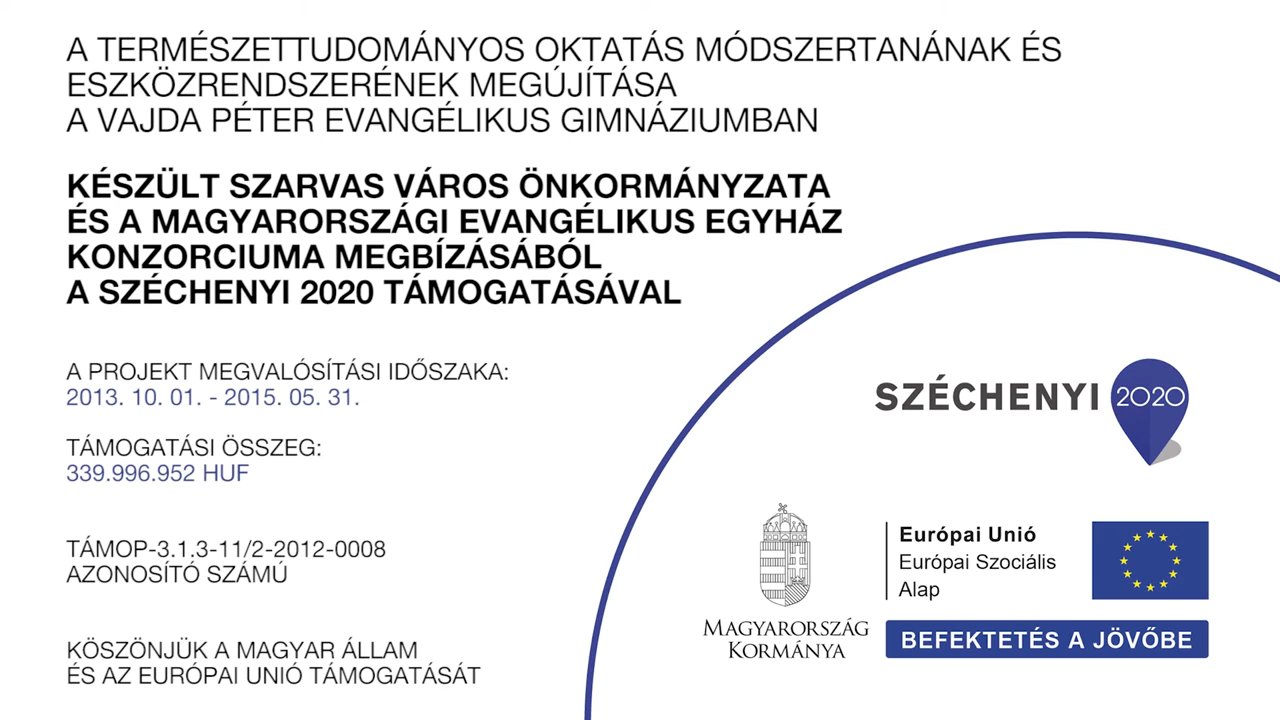 A TERMÉSZETTUDOMÁNYOS OKTATÁS MÓDSZERTANÁNAK ÉS
ESZKÖZRENDSZERÉNEK MEGÚJÍTÁSA
A VAJDA PÉTER EVANGÉLIKUS GIMNÁZIUMBAN
KÉSZÜLT SZARVAS VÁROS ÖNKORMÁNYZATA
ÉS A MAGYARORSZÁGI EVANGÉLIKUS EGYHÁZ
KONZORCIUMA MEGBÍZÁSÁBÓL
A SZÉCHENYI 2020 TÁMOGATÁSÁVAL
A PROJEKT MEGVALÓSÍTÁSI IDŐSZAKA:
2013. 10. 01. - 2015. 05. 31.
TÁMOGATÁSI ÖSSZEG:
339.996.952 HUF
TÁMOP-3.1.3-11/2-2012-0008
AZONOSÍTÓ SZÁMÚ
KÖSZÖNJÜK A MAGYAR ÁLLAM
ÉS AZ EURÓPAI UNIÓ TÁMOGATÁSÁT
SZÉCHENYI 2020
MAGYARORSZÁG
KORMÁNYA
Európai Unió
Európai Szociális
Alap
BEFEKTETÉS A JÖVŐBE